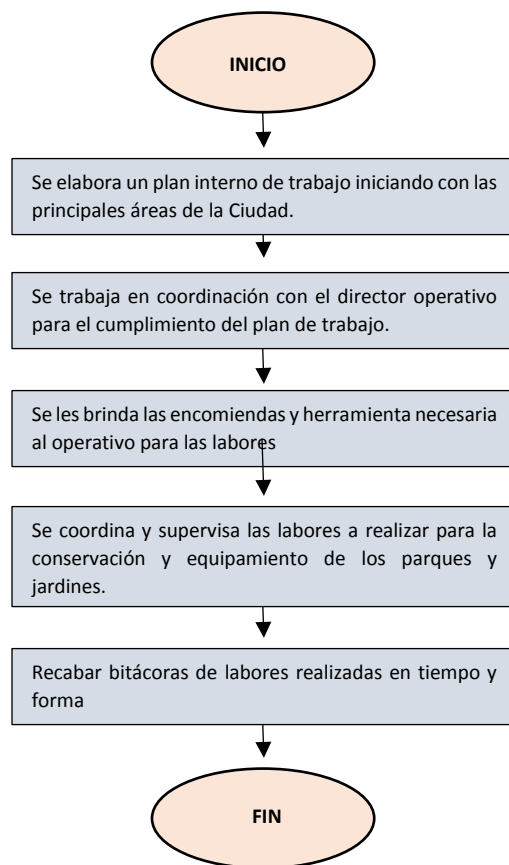 INICIO
Se elabora un plan interno de trabajo iniciando con las
principales áreas de la Ciudad.
Se trabaja en coordinación con el director operativo
para el cumplimiento del plan de trabajo.
Se les brinda las encomiendas y herramienta necesaria
al operativo para las labores
Se coordina y supervisa las labores a realizar para la
conservación y equipamiento de los parques y
jardines.
Recabar bitácoras de labores realizadas en tiempo y
forma
FIN